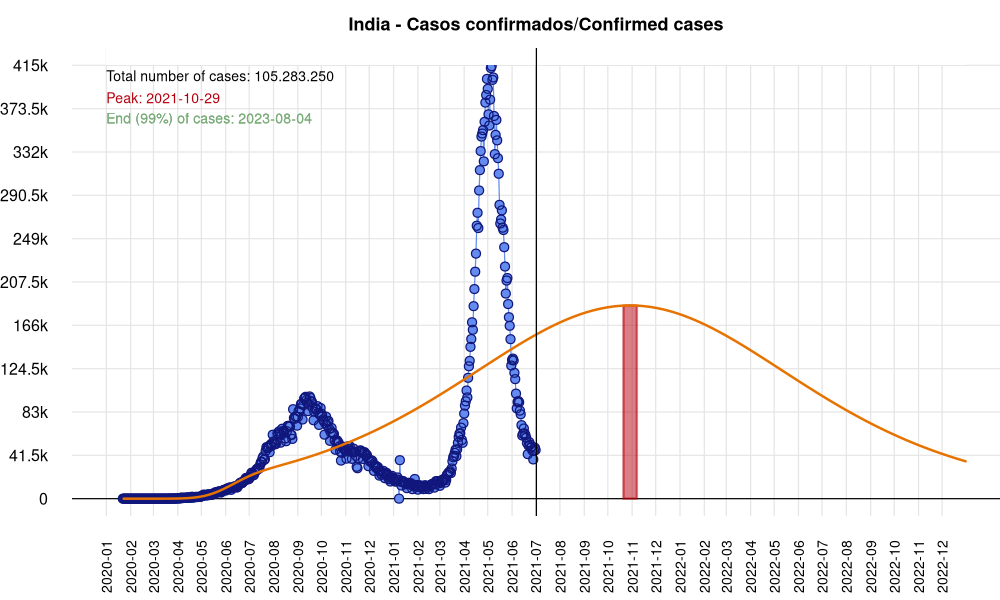 India - Casos confirmados/Confirmed cases
Total number of cases: 105.283.250
Peak: 2021-10-29
End (99%) of cases: 2023-08-04
415k
373.5k
332k
290.5k
249k
207.5k
166k
124.5k
83k
41.5k
0
2020-01
2020-02
2020-03
2020-04
2020-05
2020-06
2020-07
2020-08
2020-09
2020-10
2020-11
2020-12
2021-01
2021-02
2021-03
2021-04
2021-05
2021-06
2021-07
2021-08
2021-09
2021-10
2021-11
2021-12
2022-01
2022-02
2022-03
2022-04
2022-05
2022-06
2022-07
2022-08
2022-09
2022-10
2022-11
2022-12